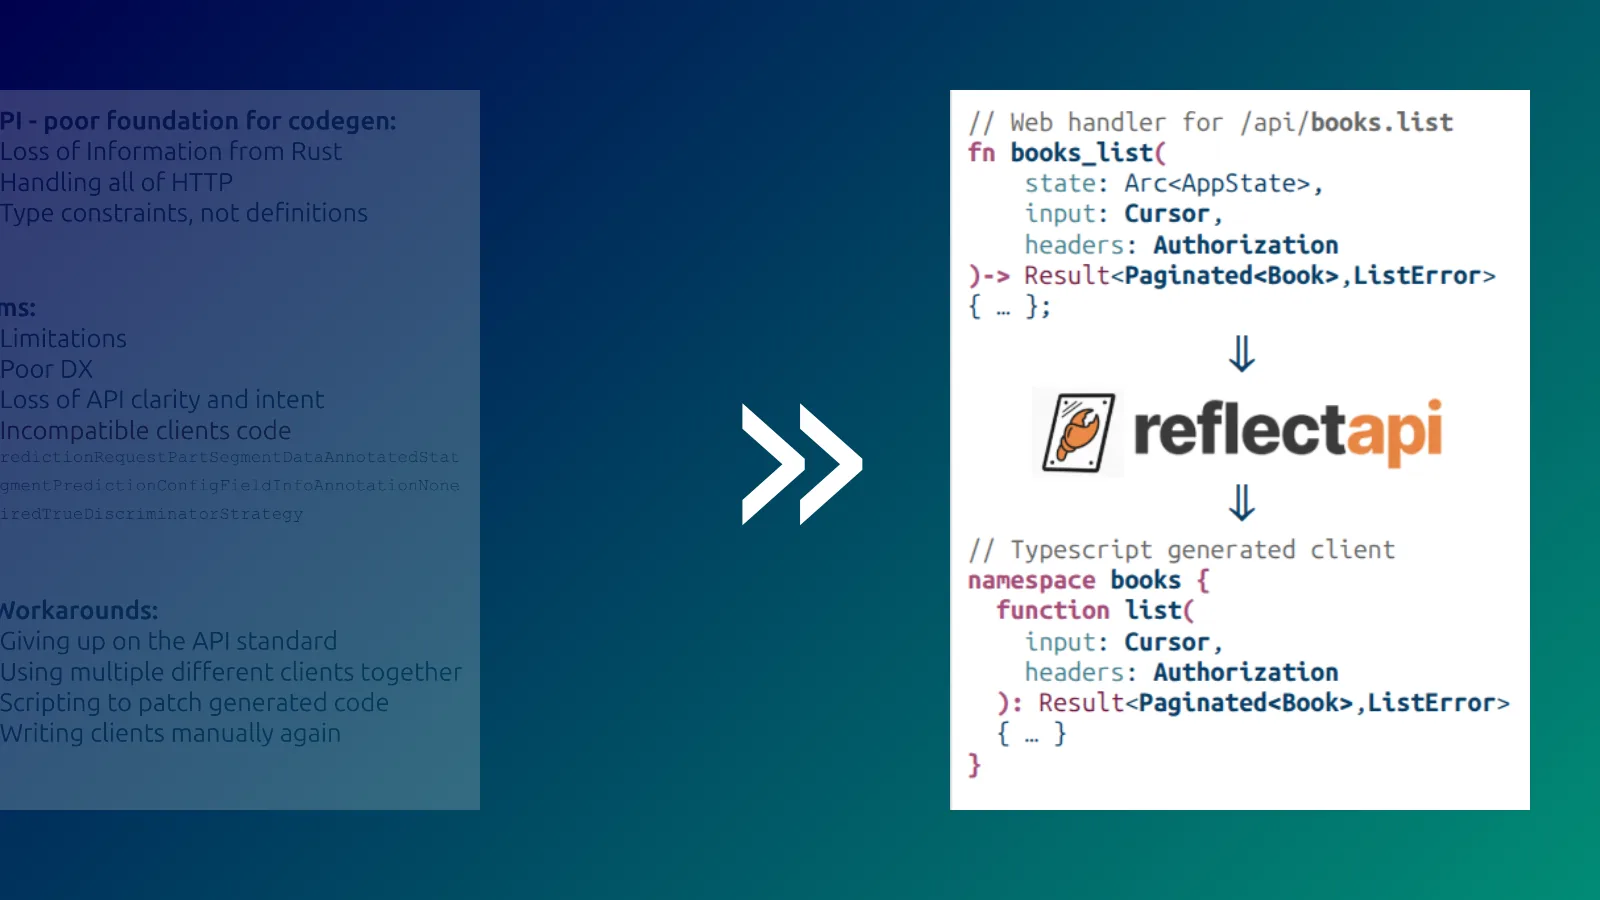 PI - poor foundation for codegen:
Loss of Information from Rust
Handling all of HTTP
Type constraints, not definitions
ms:
Limitations
Poor DX
Loss of API clarity and intent
Incompatible clients code
redictionRequestPartSegmentDataAnnotatedStat
gmentPredictionConfigFieldInfoAnnotationNone
iredTrueDiscriminatorStrategy
Workarounds:
Giving up on the API standard
Using multiple different clients together
Scripting to patch generated code
Writing clients manually again
// Web handler for /api/books.list
fn books_list(
state: Arc<AppState>,
input: Cursor,
headers: Authorization
)-> Result<Paginated<Book>,ListError>
{ … };
⇓
reflectapi
⇓
// Typescript generated client
namespace books {
function list(
input: Cursor,
headers: Authorization
): Result<Paginated<Book>,ListError>
{ … }
}